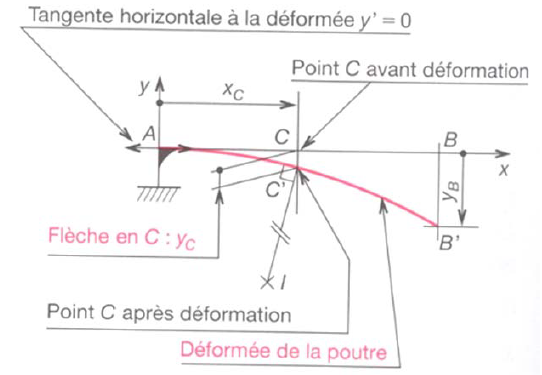 Tangente horizontale à la déformée y' = 0
Point C avant déformation
y
x_C
A
C
B
x
C'
y_B
Flèche en C : y_C
B'
I
Point C après déformation
Déformée de la poutre